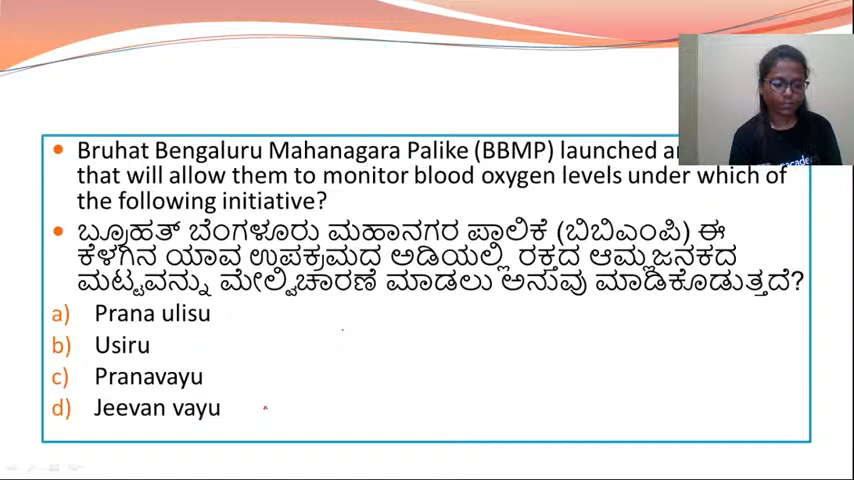 Bruhat Bengaluru Mahanagara Palike (BBMP) launched
that will allow them to monitor blood oxygen levels under which of
the following initiative?
ಬ್ರೂಹತ್ ಬೆಂಗಳೂರು ಮಹಾನಗರ ಪಾಲಿಕೆ (ಬಿಬಿಎಂಪಿ) ಈ
ಕೆಳಗಿನ ಯಾವ ಉಪಕ್ರಮದ ಅಡಿಯಲ್ಲಿ ರಕ್ತದ ಆಮ್ಲಜನಕದ
ಮಟ್ಟವನ್ನು ಮೇಲ್ವಿಚಾರಣೆ ಮಾಡಲು ಅನುವು ಮಾಡಿಕೊಡುತ್ತದೆ?
a) Prana ulisu
b) Usiru
c) Pranavayu
d) Jeevan vayu